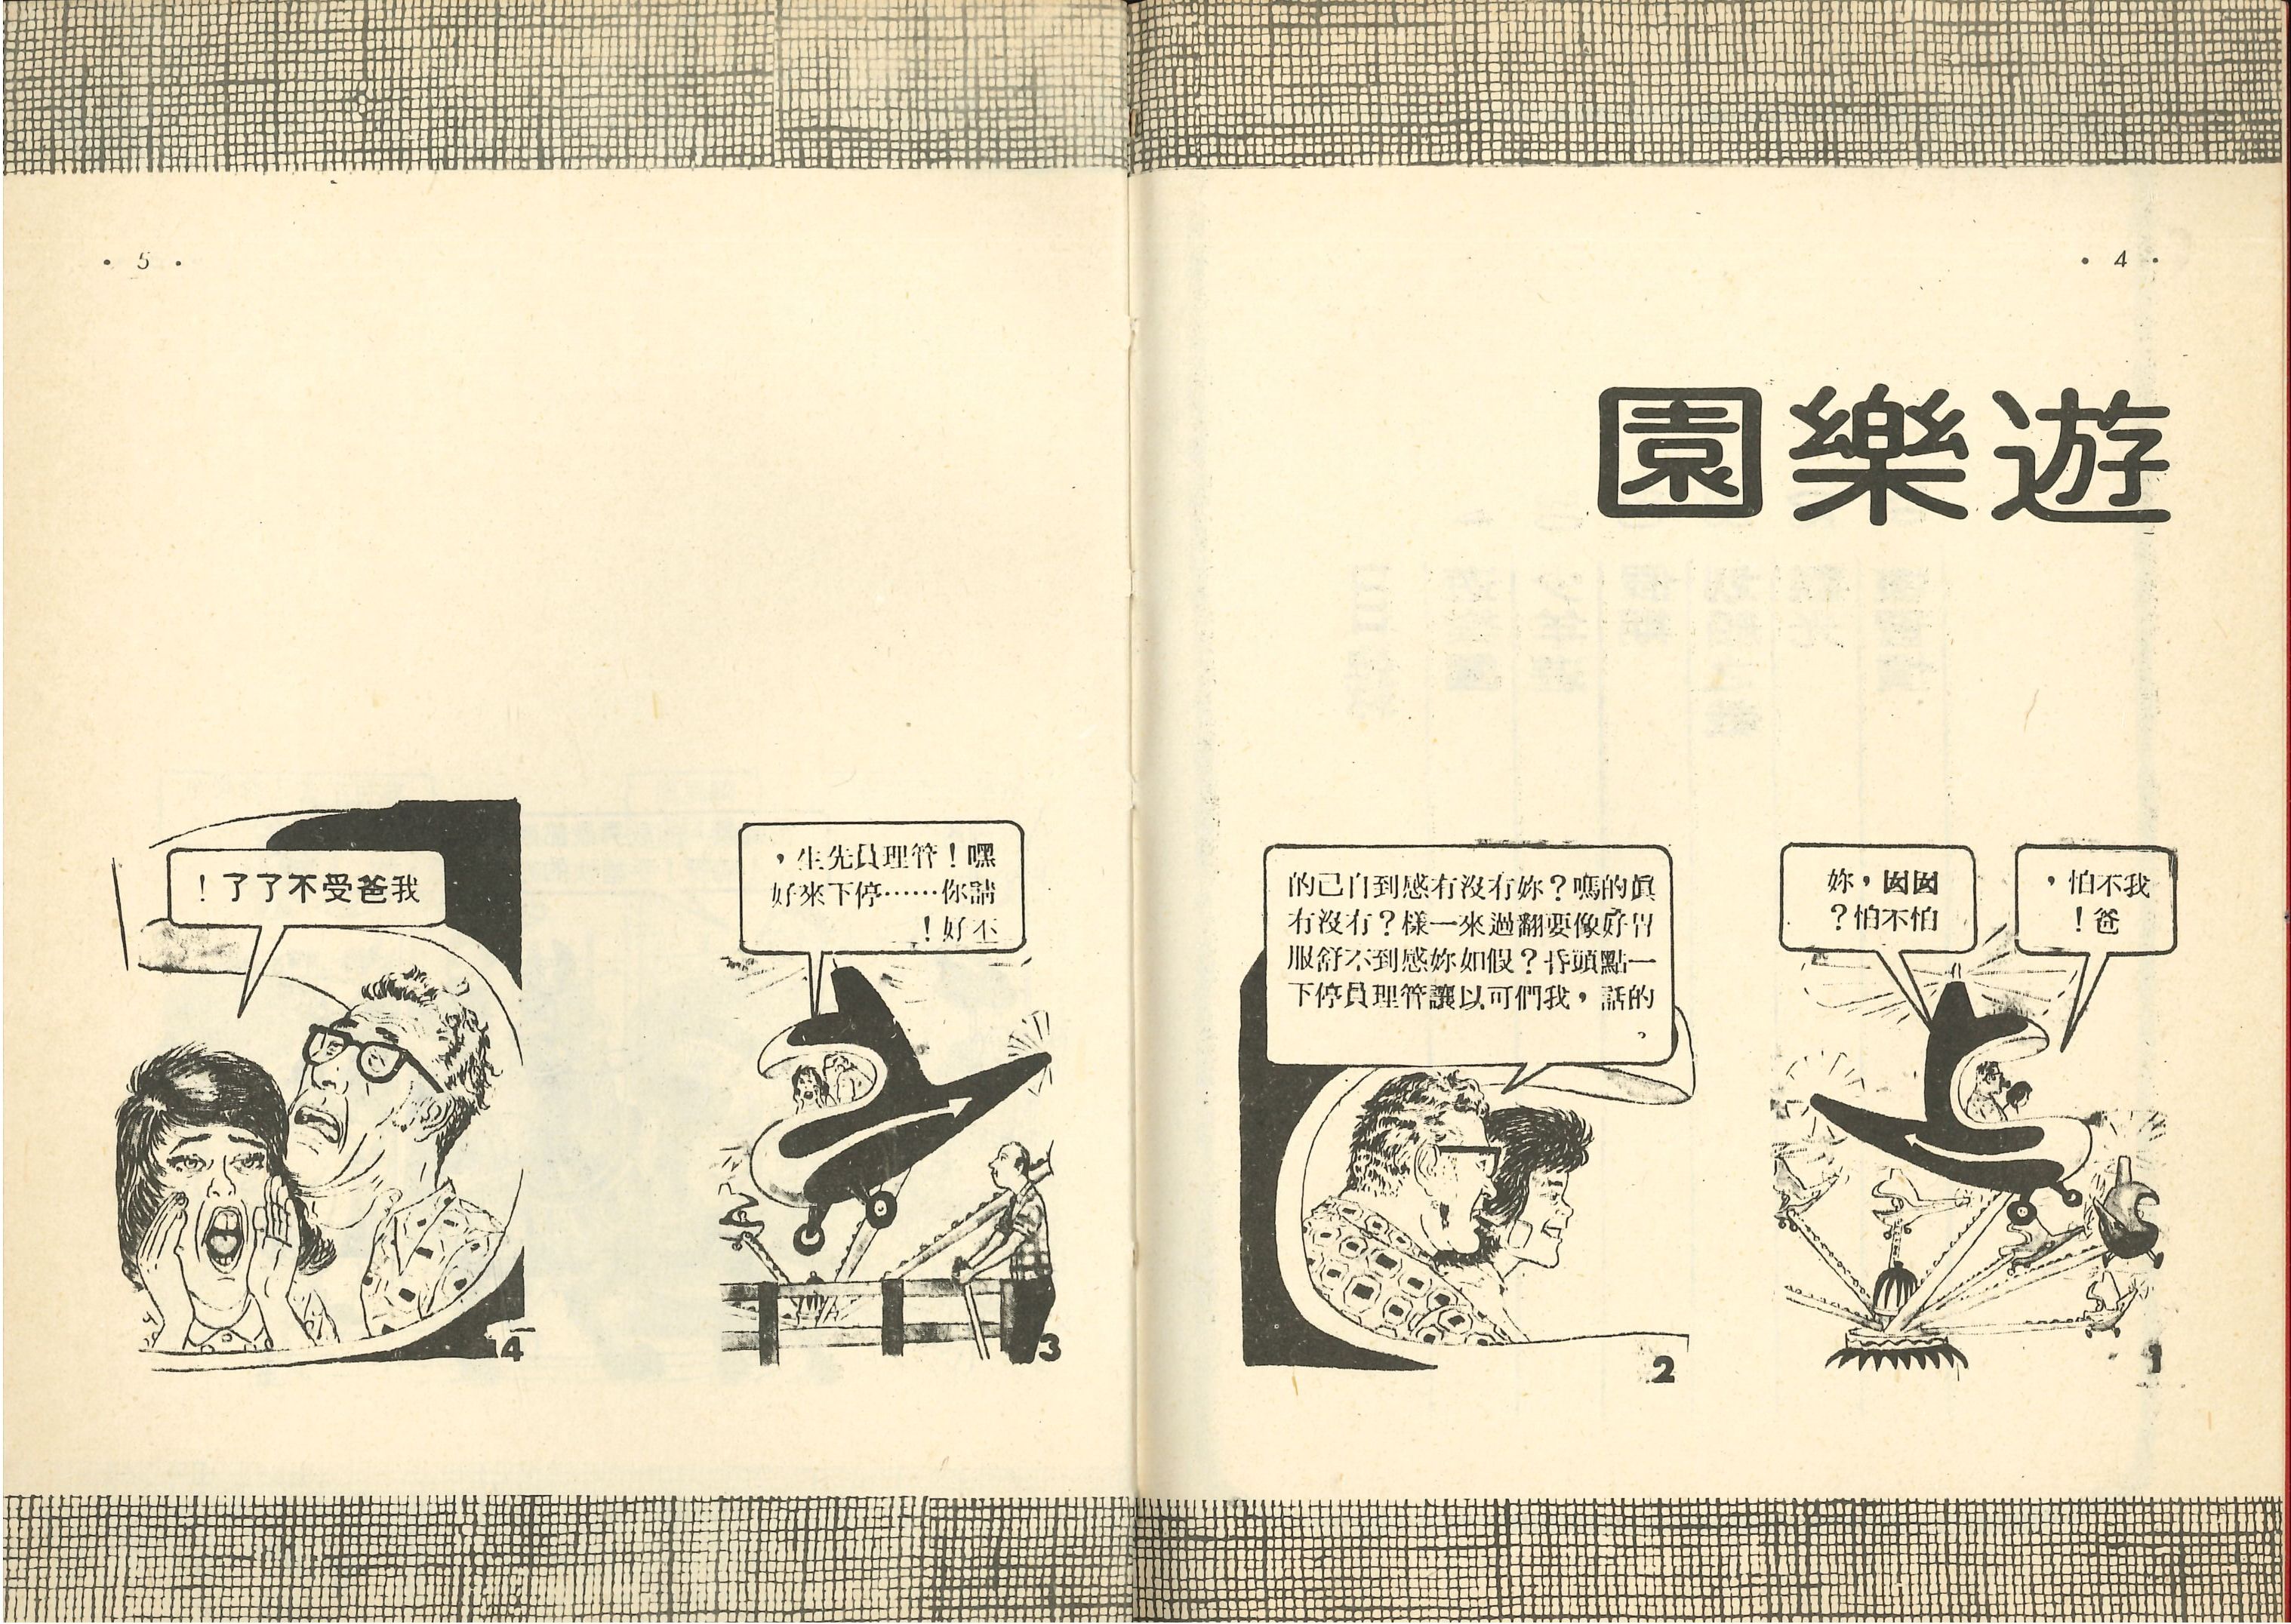 • 4 •
遊樂園
我不怕，
爸！
囡囡，妳
怕不怕？
1
真的嗎？妳有沒有感到自己的
胃好像要翻過來一樣？有沒有
一點頭昏？假如妳感到不舒服
的話，我們可以讓管理員停下
。
2
嘿！管理員先生，
請你……停下來好
不好！
3
我爸受不了了！
4
• 5 •